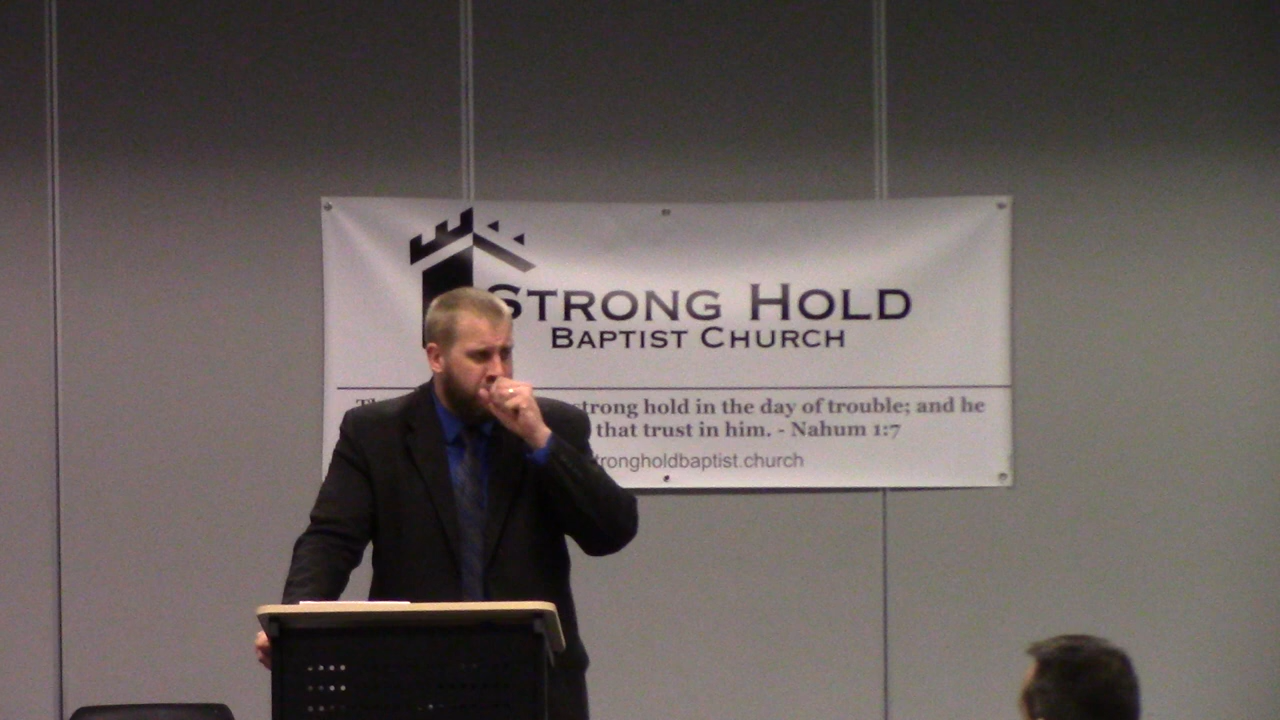 STRONG HOLD
BAPTIST CHURCH
strong hold in the day of trouble; and he
that trust in him. - Nahum 1:7
trongholdbaptist.church